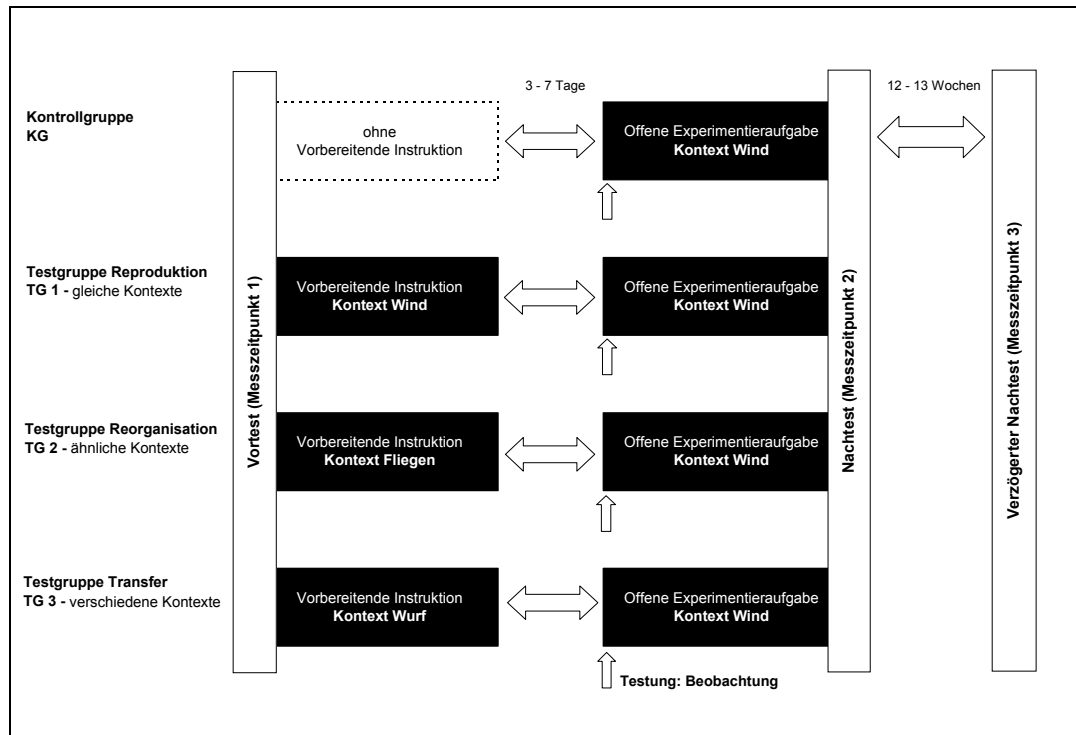 3 - 7 Tage
12 - 13 Wochen
Kontrollgruppe
KG
ohne
Vorbereitende Instruktion
Offene Experimentieraufgabe
Kontext Wind
Testgruppe Reproduktion
TG 1 - gleiche Kontexte
Vorbereitende Instruktion
Kontext Wind
Offene Experimentieraufgabe
Kontext Wind
Testgruppe Reorganisation
TG 2 - ähnliche Kontexte
Vorbereitende Instruktion
Kontext Fliegen
Offene Experimentieraufgabe
Kontext Wind
Testgruppe Transfer
TG 3 - verschiedene Kontexte
Vorbereitende Instruktion
Kontext Wurf
Offene Experimentieraufgabe
Kontext Wind
Testung: Beobachtung
Vortest (Messzeitpunkt 1)
Nachtest (Messzeitpunkt 2)
Verzögerter Nachtest (Messzeitpunkt 3)